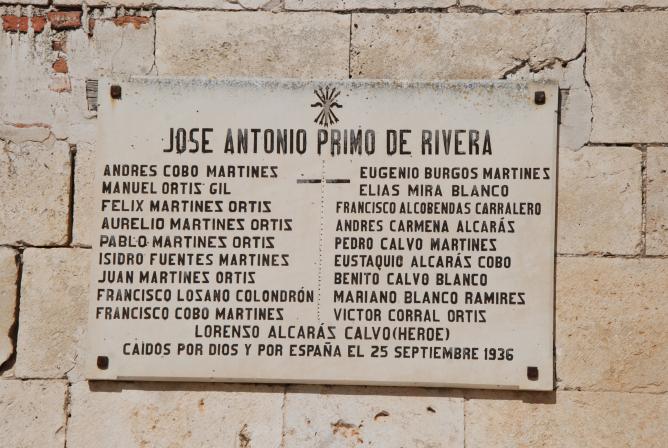 JOSE ANTONIO PRIMO DE RIVERA
ANDRES COBO MARTINES
MANUEL ORTIS GIL
FELIX MARTINES ORTIS
AURELIO MARTINES ORTIS
PABLO MARTINES ORTIS
ISIDRO FUENTES MARTINES
JUAN MARTINES ORTIS
FRANCISCO LOSANO COLONDRÓN
FRANCISCO COBO MARTINES
EUGENIO BURGOS MARTINES
ELIAS MIRA BLANCO
FRANCISCO ALCOBENDAS CARRALERO
ANDRES CARMENA ALCARÁS
PEDRO CALVO MARTINES
EUSTAQUIO ALCARÁS COBO
BENITO CALVO BLANCO
MARIANO BLANCO RAMIRES
VICTOR CORRAL ORTIS
LORENSO ALCARÁS CALVO(HEROE)
CAÍDOS POR DIOS Y POR ESPAÑA EL 25 SEPTIEMBRE 1936